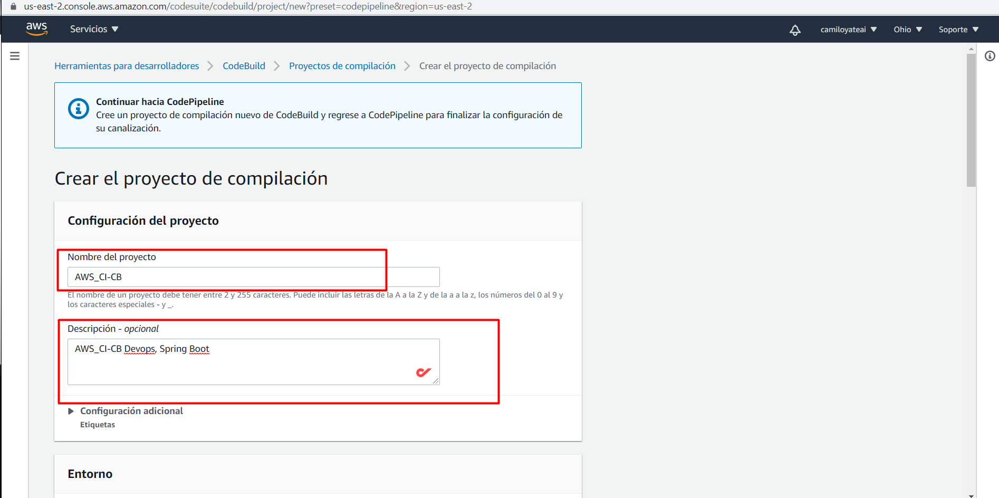 us-east-2.console.aws.amazon.com/codesuite/codebuild/project/new?preset=codepipeline&region=us-east-2
aws Servicios camiloyateai Ohio Soporte
Herramientas para desarrolladores CodeBuild Proyectos de compilación Crear el proyecto de compilación
Continuar hacia CodePipeline
Cree un proyecto de compilación nuevo de CodeBuild y regrese a CodePipeline para finalizar la configuración de
su canalización.
Crear el proyecto de compilación
Configuración del proyecto
Nombre del proyecto
AWS_CI-CB
El nombre de un proyecto debe tener entre 2 y 255 caracteres. Puede incluir las letras de la A a la Z y de la a a la z, los números del 0 al 9 y
los caracteres especiales - y _.
Descripción - opcional
AWS_CI-CB Devops, Spring Boot
Configuración adicional
Etiquetas
Entorno